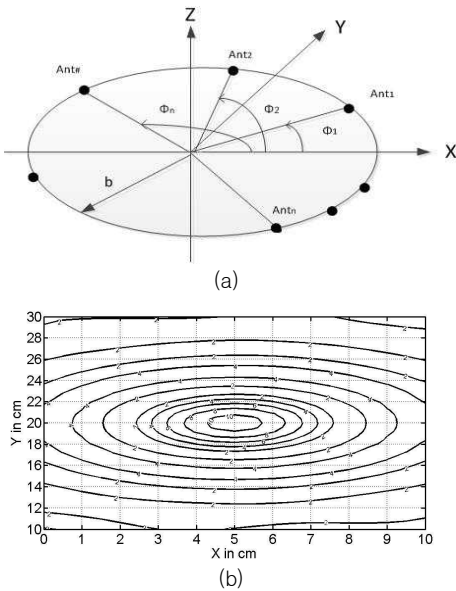 Z
Y
Ant2
Ant#
Ant1
Φn
Φ2
Φ1
X
b
Antn
(a)
30
28
26
24
22
20
18
16
14
12
10
Y in cm
0 1 2 3 4 5 6 7 8 9 10
X in cm
(b)